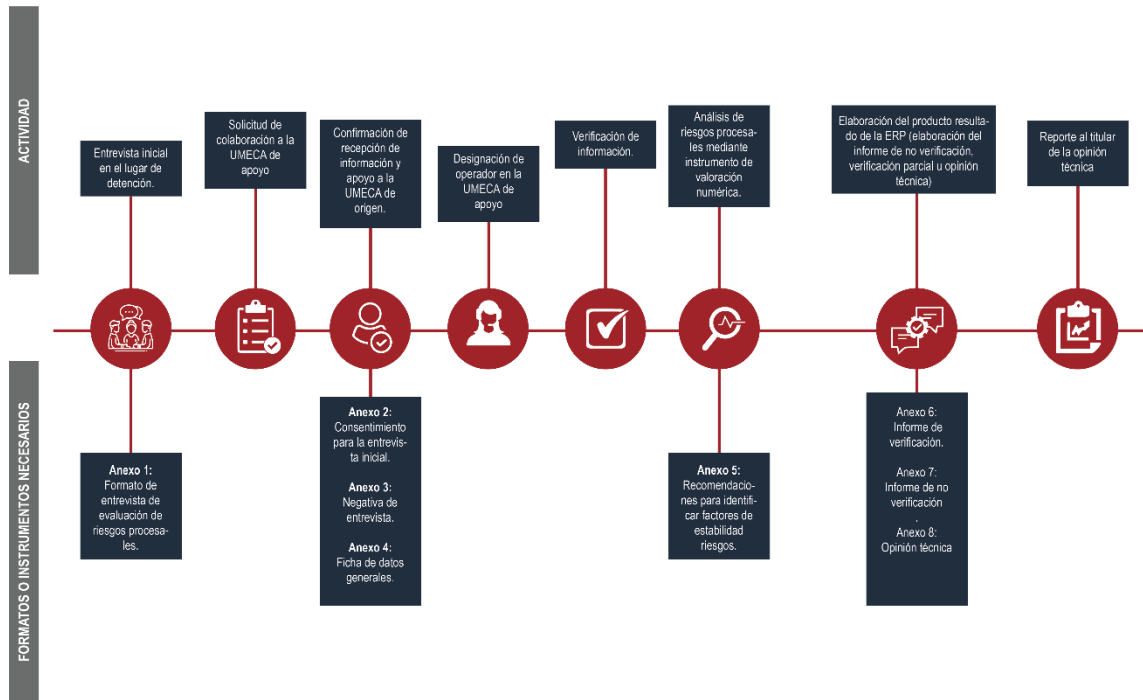 ACTIVIDAD
Entrevista inicial
en el lugar de
detención.
Solicitud de
colaboración a la
UMECA de
apoyo
Confirmación de
recepción de
información y
apoyo a la
UMECA de
origen.
Designación de
operador en la
UMECA de
apoyo
Verificación de
información.
Análisis de
riesgos procesa-
les mediante
instrumento de
valoración
numérica.
Elaboración del producto resulta-
do de la ERP (elaboración del
informe de no verificación,
verificación parcial u opinión
técnica)
Reporte al titular
de la opinión
técnica
FORMATOS O INSTRUMENTOS NECESARIOS
Anexo 1:
Formato de
entrevista de
evaluación de
riesgos procesa-
les.
Anexo 2:
Consentimiento
para la entrevis-
ta inicial.
Anexo 3:
Negativa de
entrevista.
Anexo 4:
Ficha de datos
generales.
Anexo 5:
Recomendacio-
nes para identifi-
car factores de
estabilidad
riesgos.
Anexo 6:
Informe de
verificación.
Anexo 7:
Informe de no
verificación
.
Anexo 8:
Opinión técnica